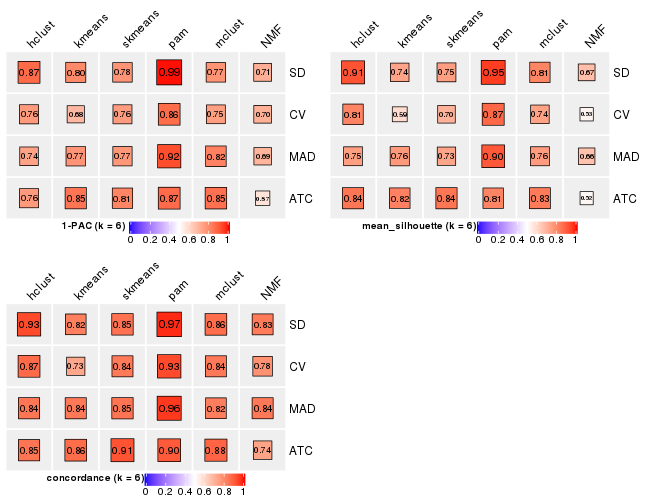 hclust kmeans skmeans pam mclust NMF
0.87 0.80 0.78 0.99 0.77 0.71 SD
0.76 0.68 0.76 0.86 0.75 0.70 CV
0.74 0.77 0.77 0.92 0.82 0.69 MAD
0.76 0.85 0.81 0.87 0.85 0.57 ATC
1-PAC (k = 6)
0 0.2 0.4 0.6 0.8 1
hclust kmeans skmeans pam mclust NMF
0.91 0.74 0.75 0.95 0.81 0.67 SD
0.81 0.59 0.70 0.87 0.74 0.53 CV
0.75 0.76 0.73 0.90 0.76 0.66 MAD
0.84 0.82 0.84 0.81 0.83 0.52 ATC
mean_silhouette (k = 6)
0 0.2 0.4 0.6 0.8 1
hclust kmeans skmeans pam mclust NMF
0.93 0.82 0.85 0.97 0.86 0.83 SD
0.87 0.73 0.84 0.93 0.84 0.78 CV
0.84 0.84 0.85 0.96 0.82 0.84 MAD
0.85 0.86 0.91 0.90 0.88 0.74 ATC
concordance (k = 6)
0 0.2 0.4 0.6 0.8 1